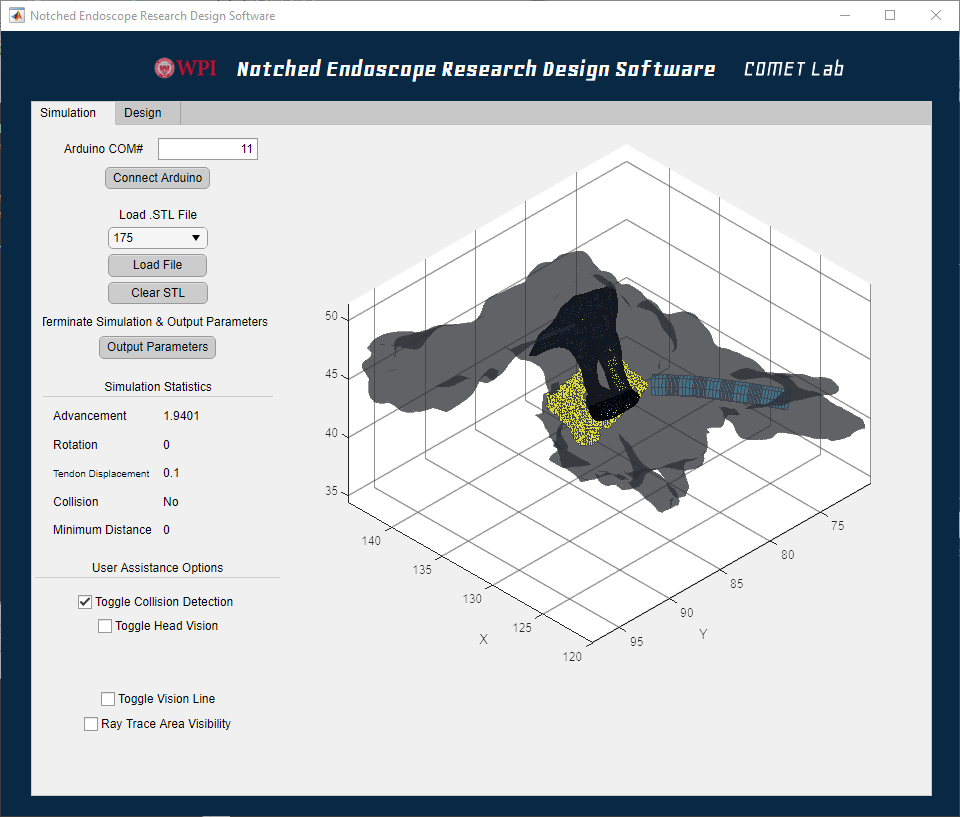 Notched Endoscope Research Design Software
WPI Notched Endoscope Research Design Software COMET Lab
Simulation Design
Arduino COM# 11
Connect Arduino
Load .STL File
175
Load File
Clear STL
Terminate Simulation & Output Parameters
Output Parameters
Simulation Statistics
Advancement 1.9401
Rotation 0
Tendon Displacement 0.1
Collision No
Minimum Distance 0
User Assistance Options
Toggle Collision Detection
Toggle Head Vision
Toggle Vision Line
Ray Trace Area Visibility
50
45
40
35
140
135
130
125
120
X
75
80
85
90
95
Y